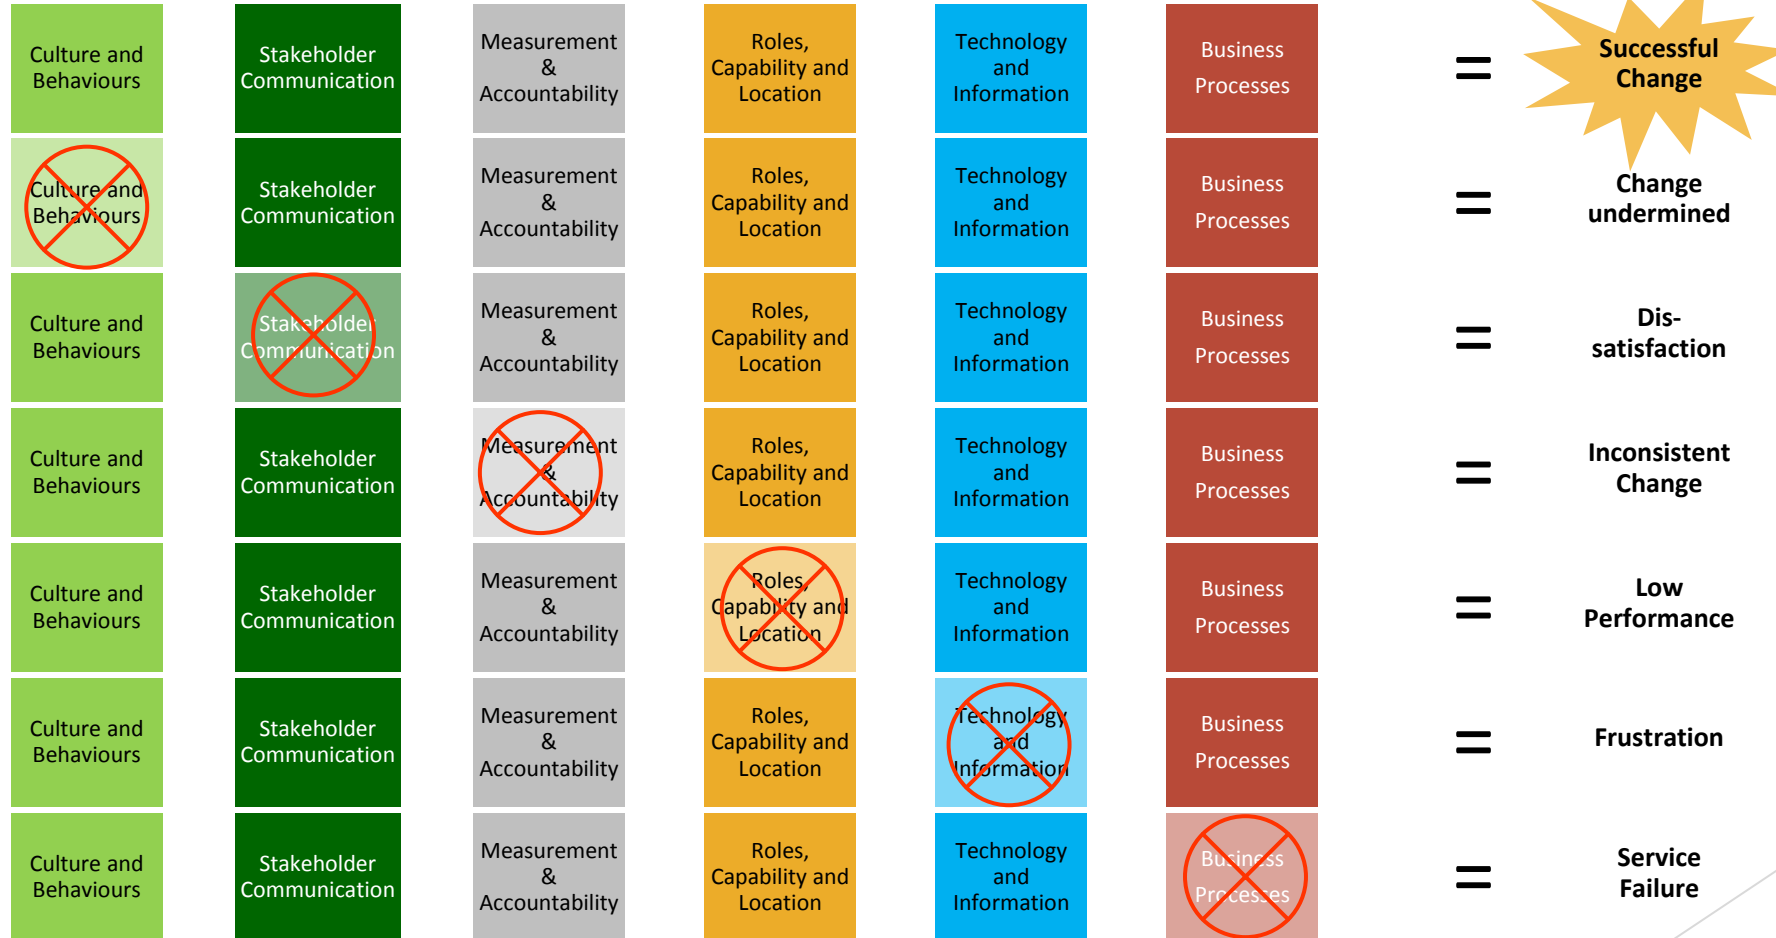 Culture and
Behaviours
Stakeholder
Communication
Measurement
&
Accountability
Roles,
Capability and
Location
Technology
and
Information
Business
Processes
=
Successful
Change
Culture and
Behaviours
Stakeholder
Communication
Measurement
&
Accountability
Roles,
Capability and
Location
Technology
and
Information
Business
Processes
=
Change
undermined
Culture and
Behaviours
Stakeholder
Communication
Measurement
&
Accountability
Roles,
Capability and
Location
Technology
and
Information
Business
Processes
=
Dis-
satisfaction
Culture and
Behaviours
Stakeholder
Communication
Measurement
&
Accountability
Roles,
Capability and
Location
Technology
and
Information
Business
Processes
=
Inconsistent
Change
Culture and
Behaviours
Stakeholder
Communication
Measurement
&
Accountability
Roles,
Capability and
Location
Technology
and
Information
Business
Processes
=
Low
Performance
Culture and
Behaviours
Stakeholder
Communication
Measurement
&
Accountability
Roles,
Capability and
Location
Technology
and
Information
Business
Processes
=
Frustration
Culture and
Behaviours
Stakeholder
Communication
Measurement
&
Accountability
Roles,
Capability and
Location
Technology
and
Information
Business
Processes
=
Service
Failure